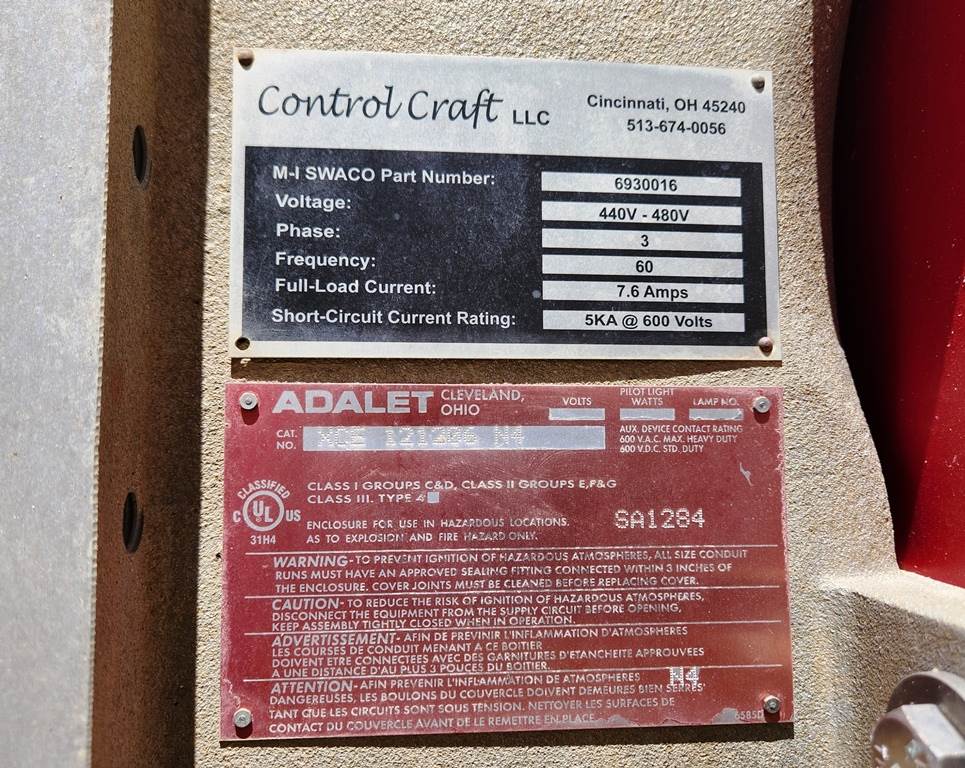 Control Craft LLC
Cincinnati, OH 45240
513-674-0056
M-I SWACO Part Number: 6930016
Voltage: 440V - 480V
Phase: 3
Frequency: 60
Full-Load Current: 7.6 Amps
Short-Circuit Current Rating: 5KA @ 600 Volts
ADALET CLEVELAND, OHIO
VOLTS
PILOT LIGHT WATTS
LAMP NO.
CAT. NO. 121206 N4
AUX. DEVICE CONTACT RATING
600 V.A.C. MAX. HEAVY DUTY
600 V.D.C. STD. DUTY
CLASS I GROUPS C&D, CLASS II GROUPS E,F&G
CLASS III. TYPE 4
CLASSIFIED
C UL US
31H4
ENCLOSURE FOR USE IN HAZARDOUS LOCATIONS.
AS TO EXPLOSION AND FIRE HAZARD ONLY.
SA1284
WARNING- TO PREVENT IGNITION OF HAZARDOUS ATMOSPHERES, ALL SIZE CONDUIT
RUNS MUST HAVE AN APPROVED SEALING FITTING CONNECTED WITHIN 3 INCHES OF
THE ENCLOSURE. COVER JOINTS MUST BE CLEANED BEFORE REPLACING COVER.
CAUTION- TO REDUCE THE RISK OF IGNITION OF HAZARDOUS ATMOSPHERES,
DISCONNECT THE EQUIPMENT FROM THE SUPPLY CIRCUIT BEFORE OPENING,
KEEP ASSEMBLY TIGHTLY CLOSED WHEN IN OPERATION.
ADVERTISSEMENT- AFIN DE PREVINIR L'INFLAMMATION D'ATMOSPHERES
LES COURSES DE CONDUIT MENANT A CE BOITIER
DOIVENT ETRE CONNECTEES AVEC DES GARNITURES D'ETANCHEITE APPROUVEES
A UNE DISTANCE D'AU PLUS 3 POUCES DU BOITIER.
ATTENTION- AFIN PREVENIR L'INFLAMMATION DE ATMOSPHERES N4
DANGEREUSES, LES BOULONS DU COUVERCLE DOIVENT DEMEURES BIEN SERRES
TANT QUE LES CIRCUITS SONT SOUS TENSION. NETTOYER LES SURFACES DE
CONTACT DU COUVERCLE AVANT DE LE REMETTRE EN PLACE.